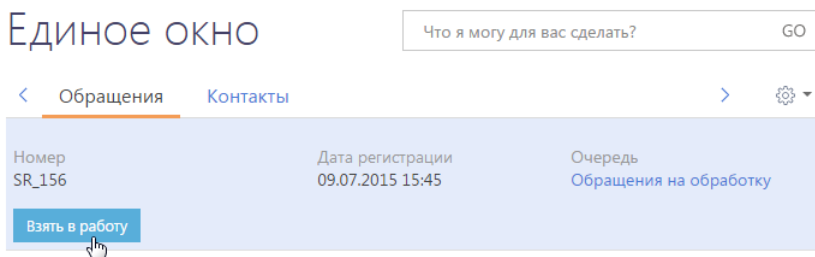 Единое окно
Что я могу для вас сделать? GO
Обращения Контакты
Номер Дата регистрации Очередь
SR_156 09.07.2015 15:45 Обращения на обработку
Взять в работу